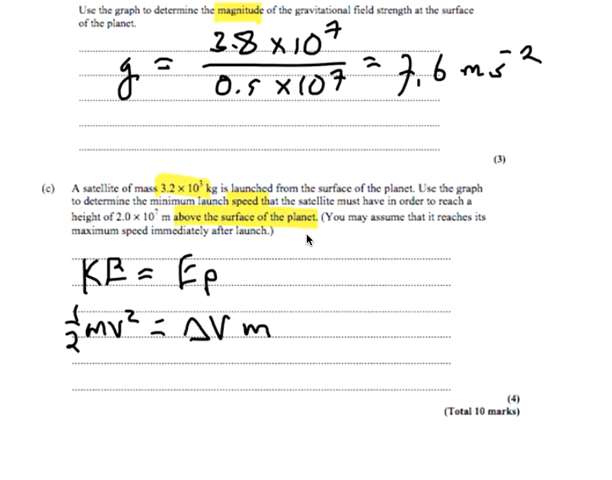 Use the graph to determine the magnitude of the gravitational field strength at the surface
of the planet.
g = 3.8 × 10⁷ / 0.5 × 10⁷ = 7.6 ms⁻²
(3)
(c) A satellite of mass 3.2 × 10³ kg is launched from the surface of the planet. Use the graph
to determine the minimum launch speed that the satellite must have in order to reach a
height of 2.0 × 10⁷ m above the surface of the planet. (You may assume that it reaches its
maximum speed immediately after launch.)
KE = Ep
½mv² = ΔV m
(4)
(Total 10 marks)